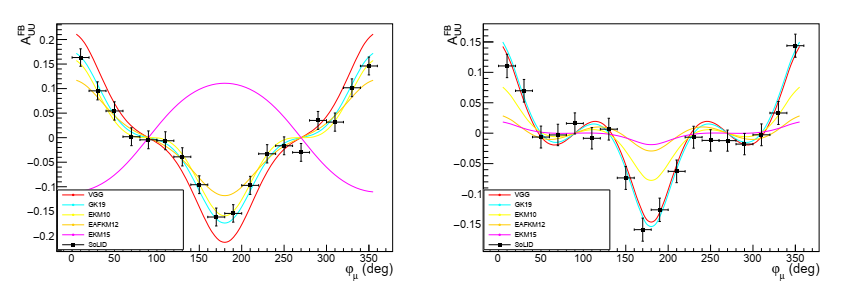 A_UU^FB
0.2
0.15
0.1
0.05
0
−0.05
−0.1
−0.15
−0.2
VGG
GK19
EKM10
EAFKM12
EKM15
SoLID
0 50 100 150 200 250 300 350
φ_μ (deg)
A_UU^FB
0.15
0.1
0.05
0
−0.05
−0.1
−0.15
VGG
GK19
EKM10
EAFKM12
EKM15
SoLID
0 50 100 150 200 250 300 350
φ_μ (deg)